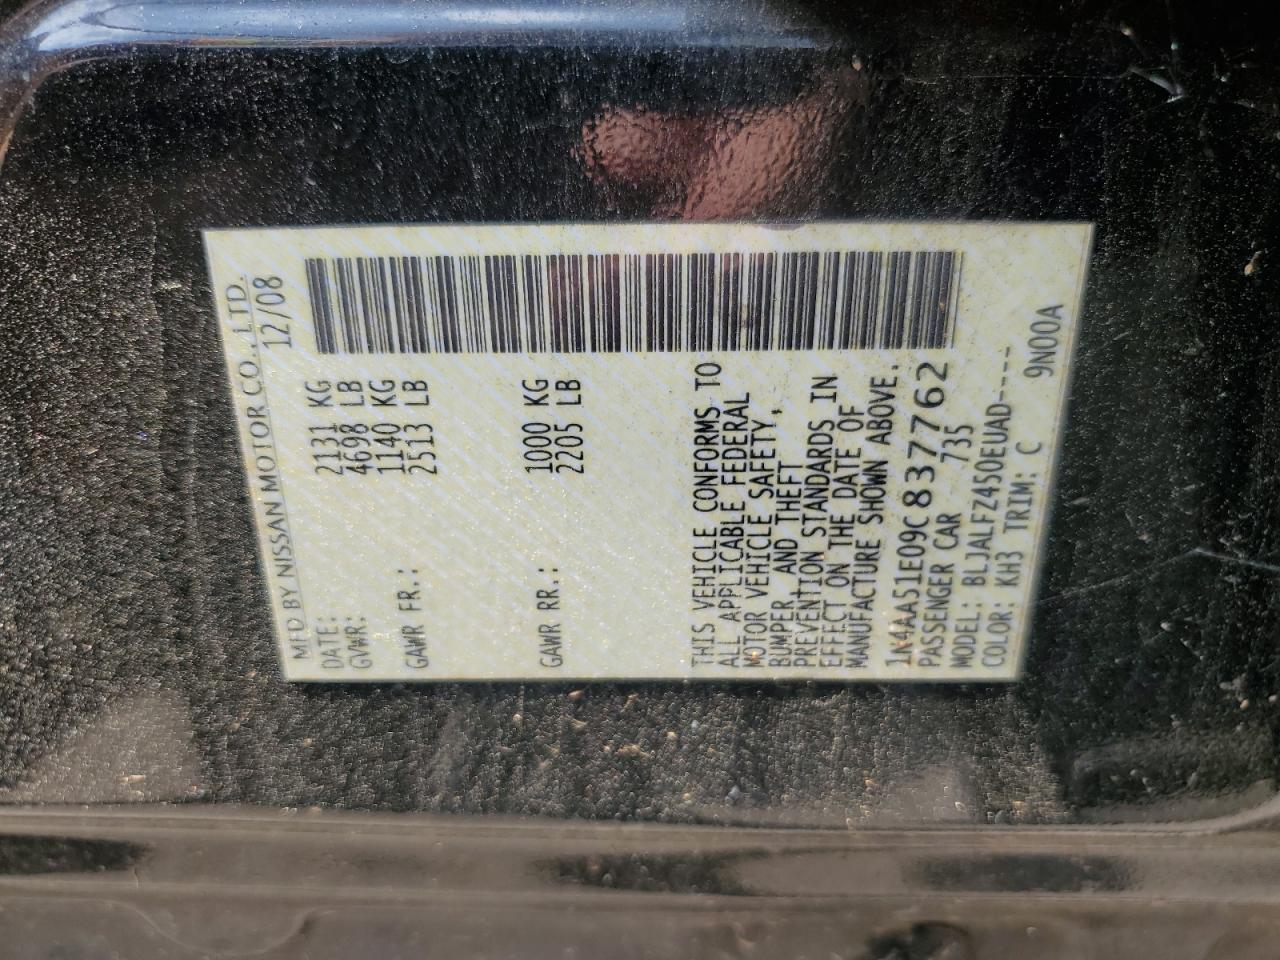 MFD BY NISSAN MOTOR CO., LTD.
DATE: 12/08
GVWR: 2131 KG
4698 LB
GAWR FR.: 1140 KG
2513 LB
GAWR RR.: 1000 KG
2205 LB
THIS VEHICLE CONFORMS TO
ALL APPLICABLE FEDERAL
MOTOR VEHICLE SAFETY,
BUMPER, AND THEFT
PREVENTION STANDARDS IN
EFFECT ON THE DATE OF
MANUFACTURE SHOWN ABOVE.
1N4AA51E09C837762
PASSENGER CAR 735
MODEL: BLJALFZ450EUAD----
COLOR: KH3 TRIM: C 9N00A